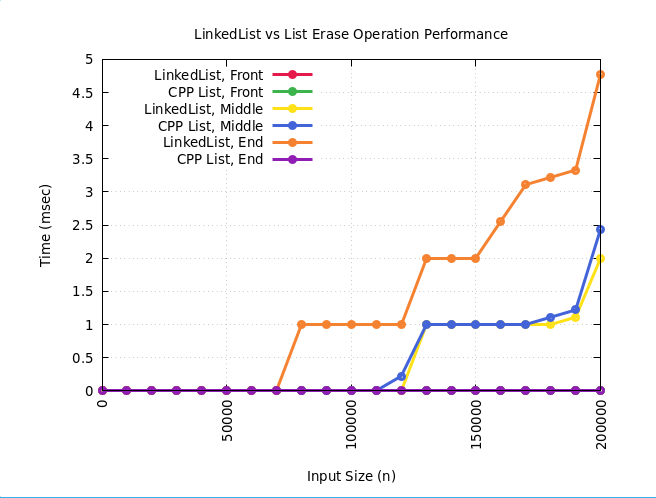 LinkedList vs List Erase Operation Performance
LinkedList, Front
CPP List, Front
LinkedList, Middle
CPP List, Middle
LinkedList, End
CPP List, End
5
4.5
4
3.5
3
2.5
2
1.5
1
0.5
0
Time (msec)
0
50000
100000
150000
200000
Input Size (n)